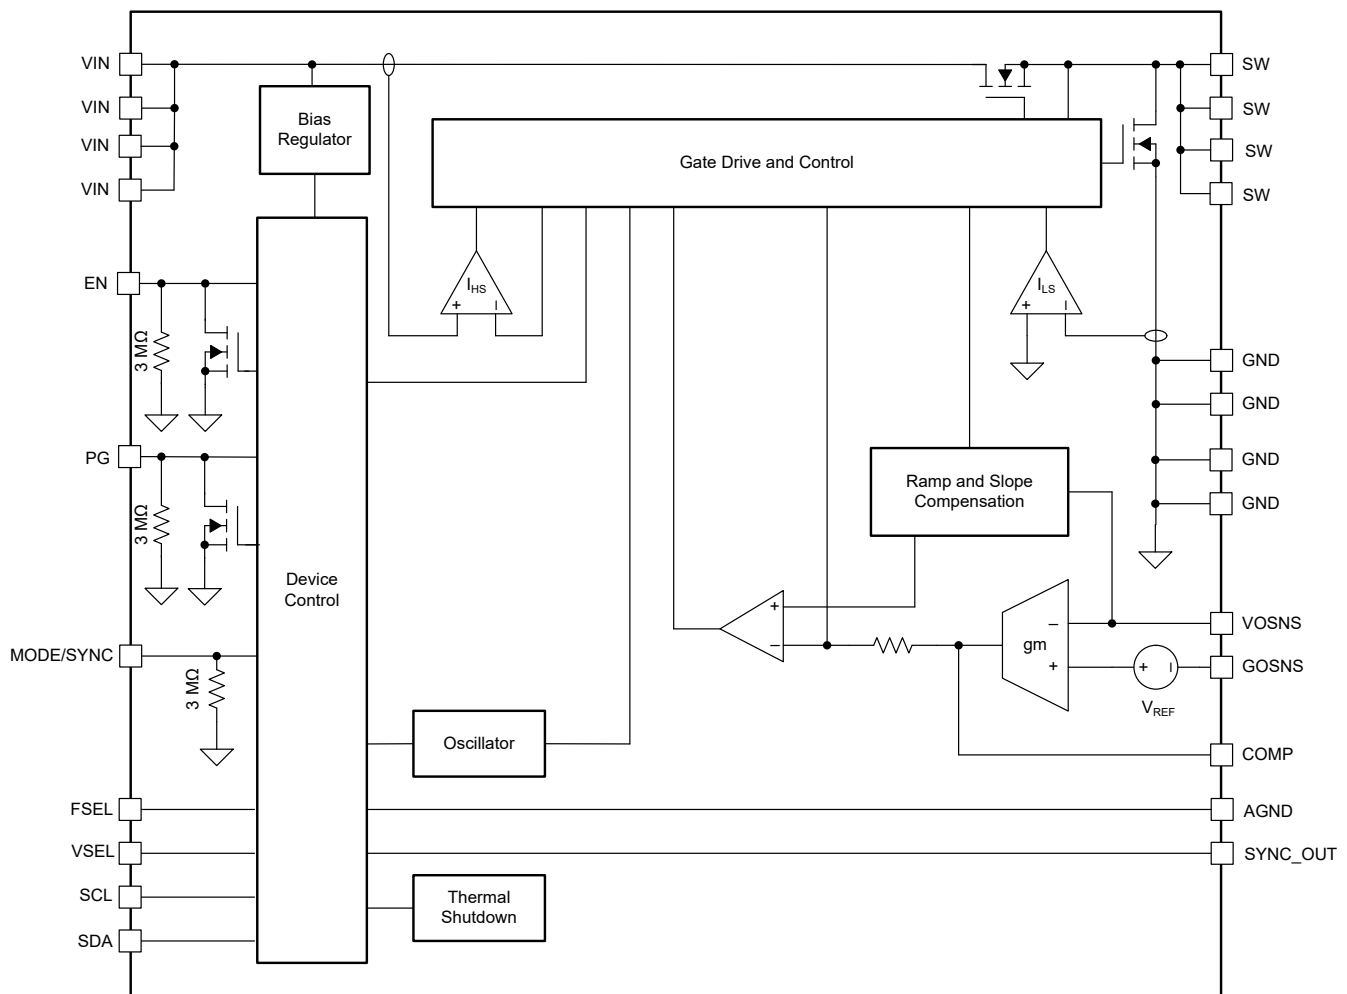 VIN
SW
VIN
SW
Bias
Regulator
VIN
SW
Gate Drive and Control
VIN
SW
EN
IHS
+
−
ILS
+
−
3 MΩ
GND
GND
PG
GND
Ramp and Slope
Compensation
GND
3 MΩ
Device
Control
+
−
gm
−
+
VOSNS
MODE/SYNC
+
−
GOSNS
VREF
3 MΩ
Oscillator
COMP
FSEL
AGND
VSEL
SYNC_OUT
SCL
Thermal
Shutdown
SDA